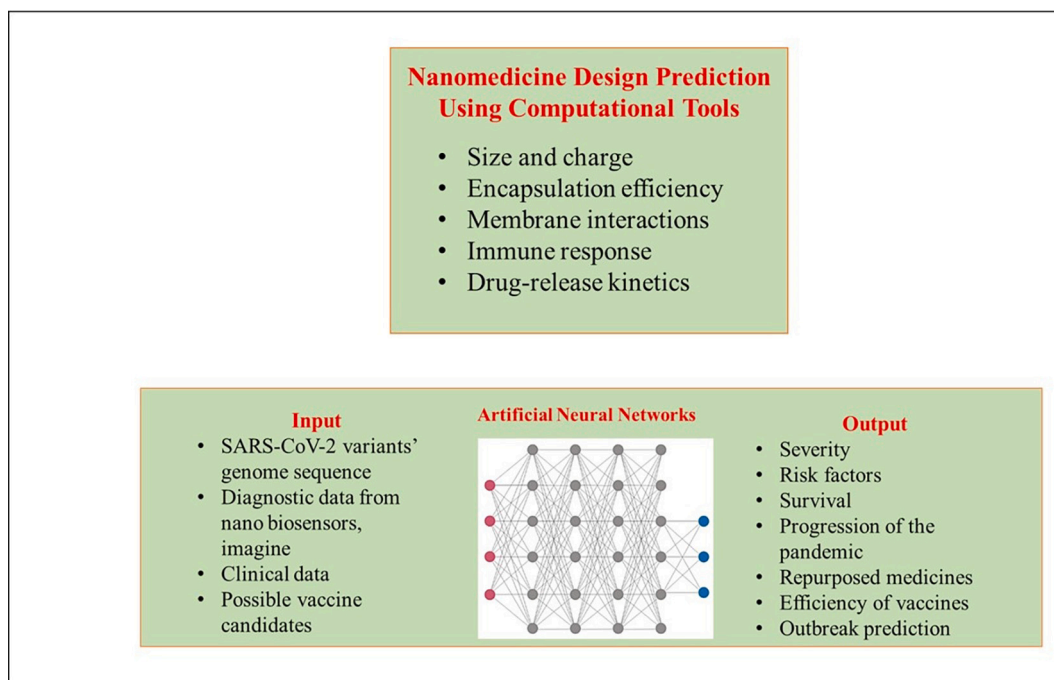 Nanomedicine Design Prediction
Using Computational Tools
• Size and charge
• Encapsulation efficiency
• Membrane interactions
• Immune response
• Drug-release kinetics
Input
• SARS-CoV-2 variants’
genome sequence
• Diagnostic data from
nano biosensors,
imagine
• Clinical data
• Possible vaccine
candidates
Artificial Neural Networks
Output
• Severity
• Risk factors
• Survival
• Progression of the
pandemic
• Repurposed medicines
• Efficiency of vaccines
• Outbreak prediction